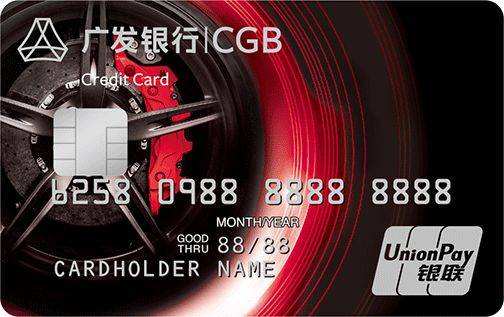 广发银行|CGB
Credit Card
6258 0988 8888 8888
MONTH/YEAR
GOOD THRU 88/88
CARDHOLDER NAME
UnionPay
银联